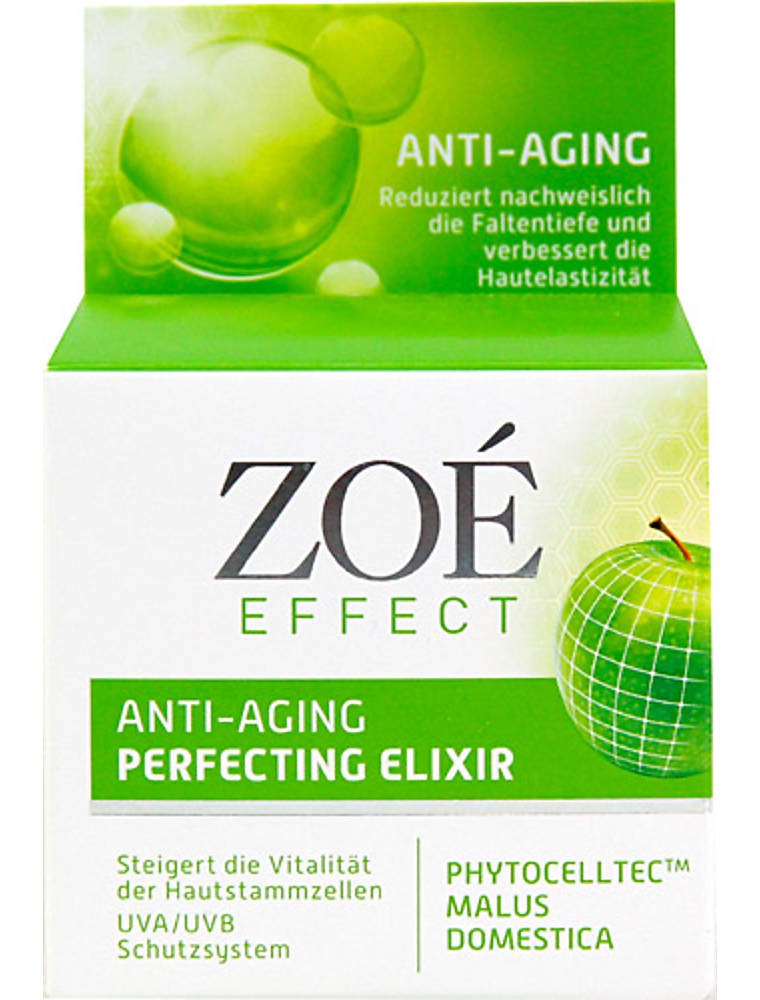 ANTI-AGING
Reduziert nachweislich
die Faltentiefe und
verbessert die
Hautelastizität
ZOÉ
EFFECT
ANTI-AGING
PERFECTING ELIXIR
Steigert die Vitalität
der Hautstammzellen
UVA/UVB
Schutzsystem
PHYTOCELLTEC™
MALUS
DOMESTICA